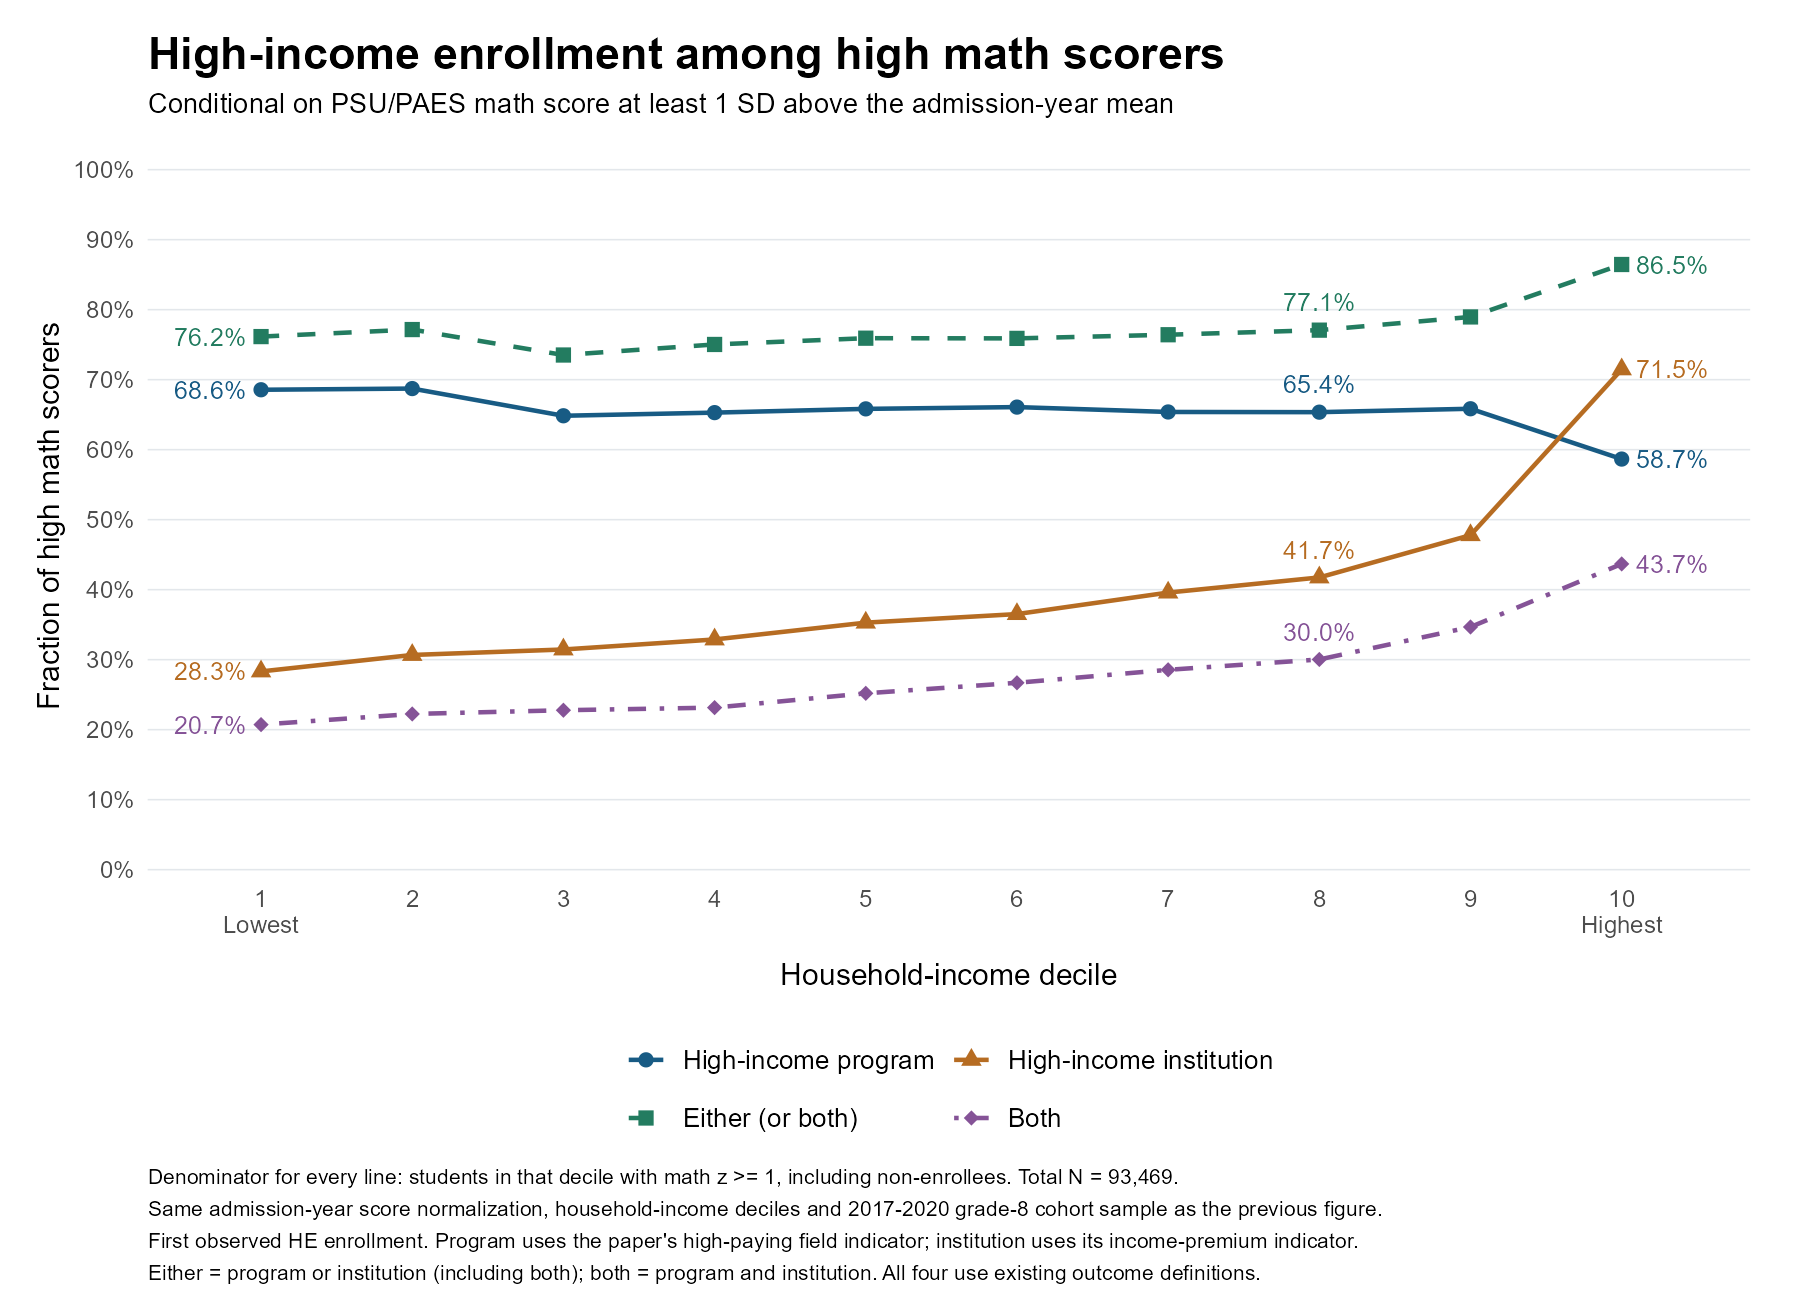 High-income enrollment among high math scorers
Conditional on PSU/PAES math score at least 1 SD above the admission-year mean
Fraction of high math scorers
100%
90%
80%
70%
60%
50%
40%
30%
20%
10%
0%
76.2%
77.1%
86.5%
68.6%
65.4%
58.7%
28.3%
41.7%
71.5%
20.7%
30.0%
43.7%
1 2 3 4 5 6 7 8 9 10
Lowest Highest
Household-income decile
High-income program High-income institution
Either (or both) Both
Denominator for every line: students in that decile with math z >= 1, including non-enrollees. Total N = 93,469.
Same admission-year score normalization, household-income deciles and 2017-2020 grade-8 cohort sample as the previous figure.
First observed HE enrollment. Program uses the paper's high-paying field indicator; institution uses its income-premium indicator.
Either = program or institution (including both); both = program and institution. All four use existing outcome definitions.